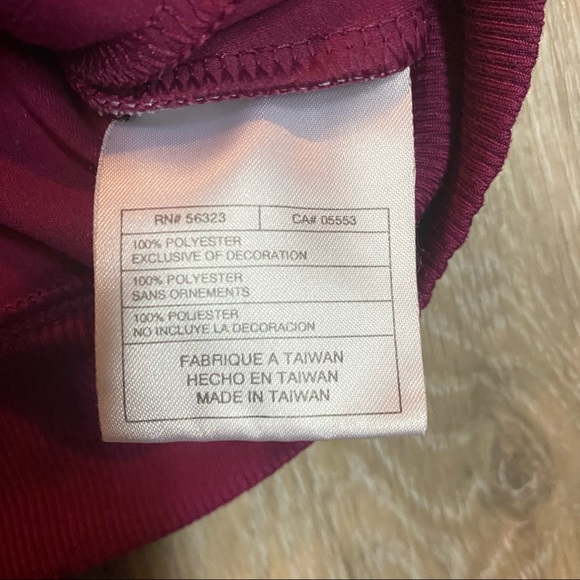 RN# 56323 CA# 05553
100% POLYESTER
EXCLUSIVE OF DECORATION
100% POLYESTER
SANS ORNEMENTS
100% POLIESTER
NO INCLUYE LA DECORACION
FABRIQUE A TAIWAN
HECHO EN TAIWAN
MADE IN TAIWAN